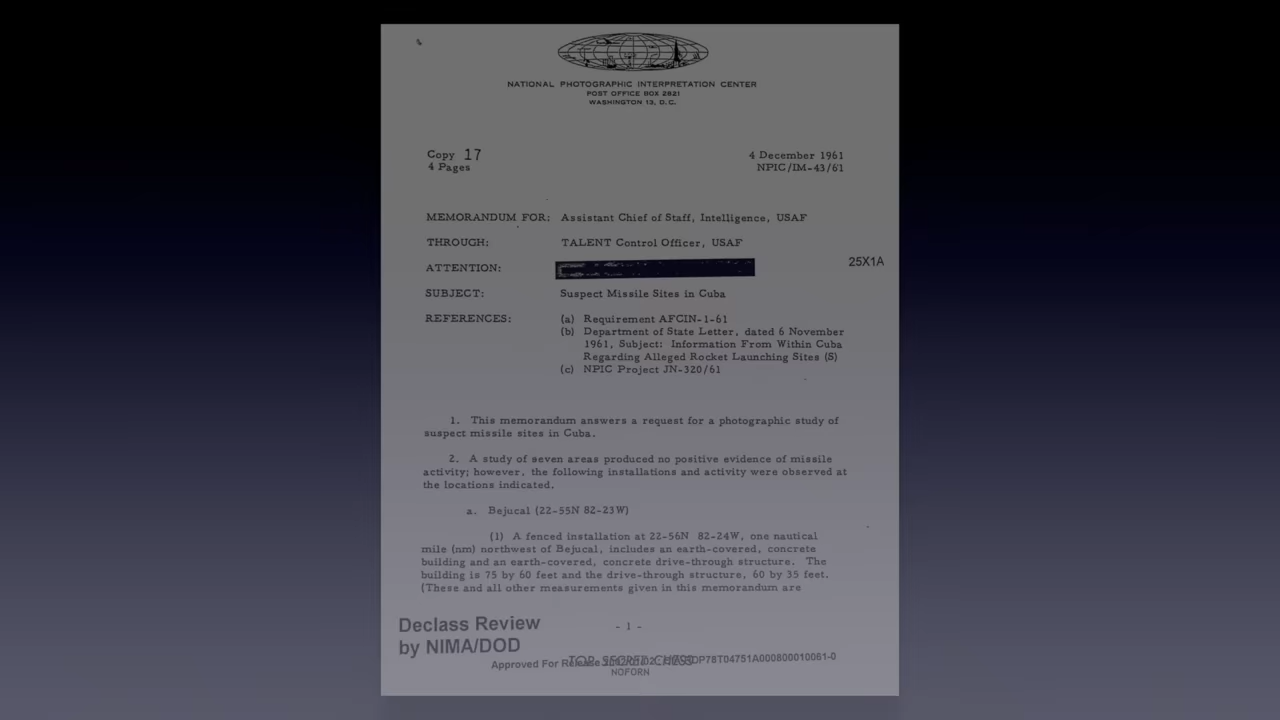 NATIONAL PHOTOGRAPHIC INTERPRETATION CENTER
POST OFFICE BOX 2821
WASHINGTON 13, D.C.
Copy 17
4 Pages
4 December 1961
NPIC/IM-43/61
MEMORANDUM FOR: Assistant Chief of Staff, Intelligence, USAF
THROUGH: TALENT Control Officer, USAF
ATTENTION:
25X1A
SUBJECT: Suspect Missile Sites in Cuba
REFERENCES: (a) Requirement AFCIN-1-61
(b) Department of State Letter, dated 6 November
1961, Subject: Information From Within Cuba
Regarding Alleged Rocket Launching Sites (S)
(c) NPIC Project JN-320/61
1. This memorandum answers a request for a photographic study of
suspect missile sites in Cuba.
2. A study of seven areas produced no positive evidence of missile
activity; however, the following installations and activity were observed at
the locations indicated.
a. Bejucal (22-55N 82-23W)
(1) A fenced installation at 22-56N 82-24W, one nautical
mile (nm) northwest of Bejucal, includes an earth-covered, concrete
building and an earth-covered, concrete drive-through structure. The
building is 75 by 60 feet and the drive-through structure, 60 by 35 feet.
(These and all other measurements given in this memorandum are
- 1 -
Declass Review
by NIMA/DOD
TOP SECRET CHESS
Approved For Release
NOFORN